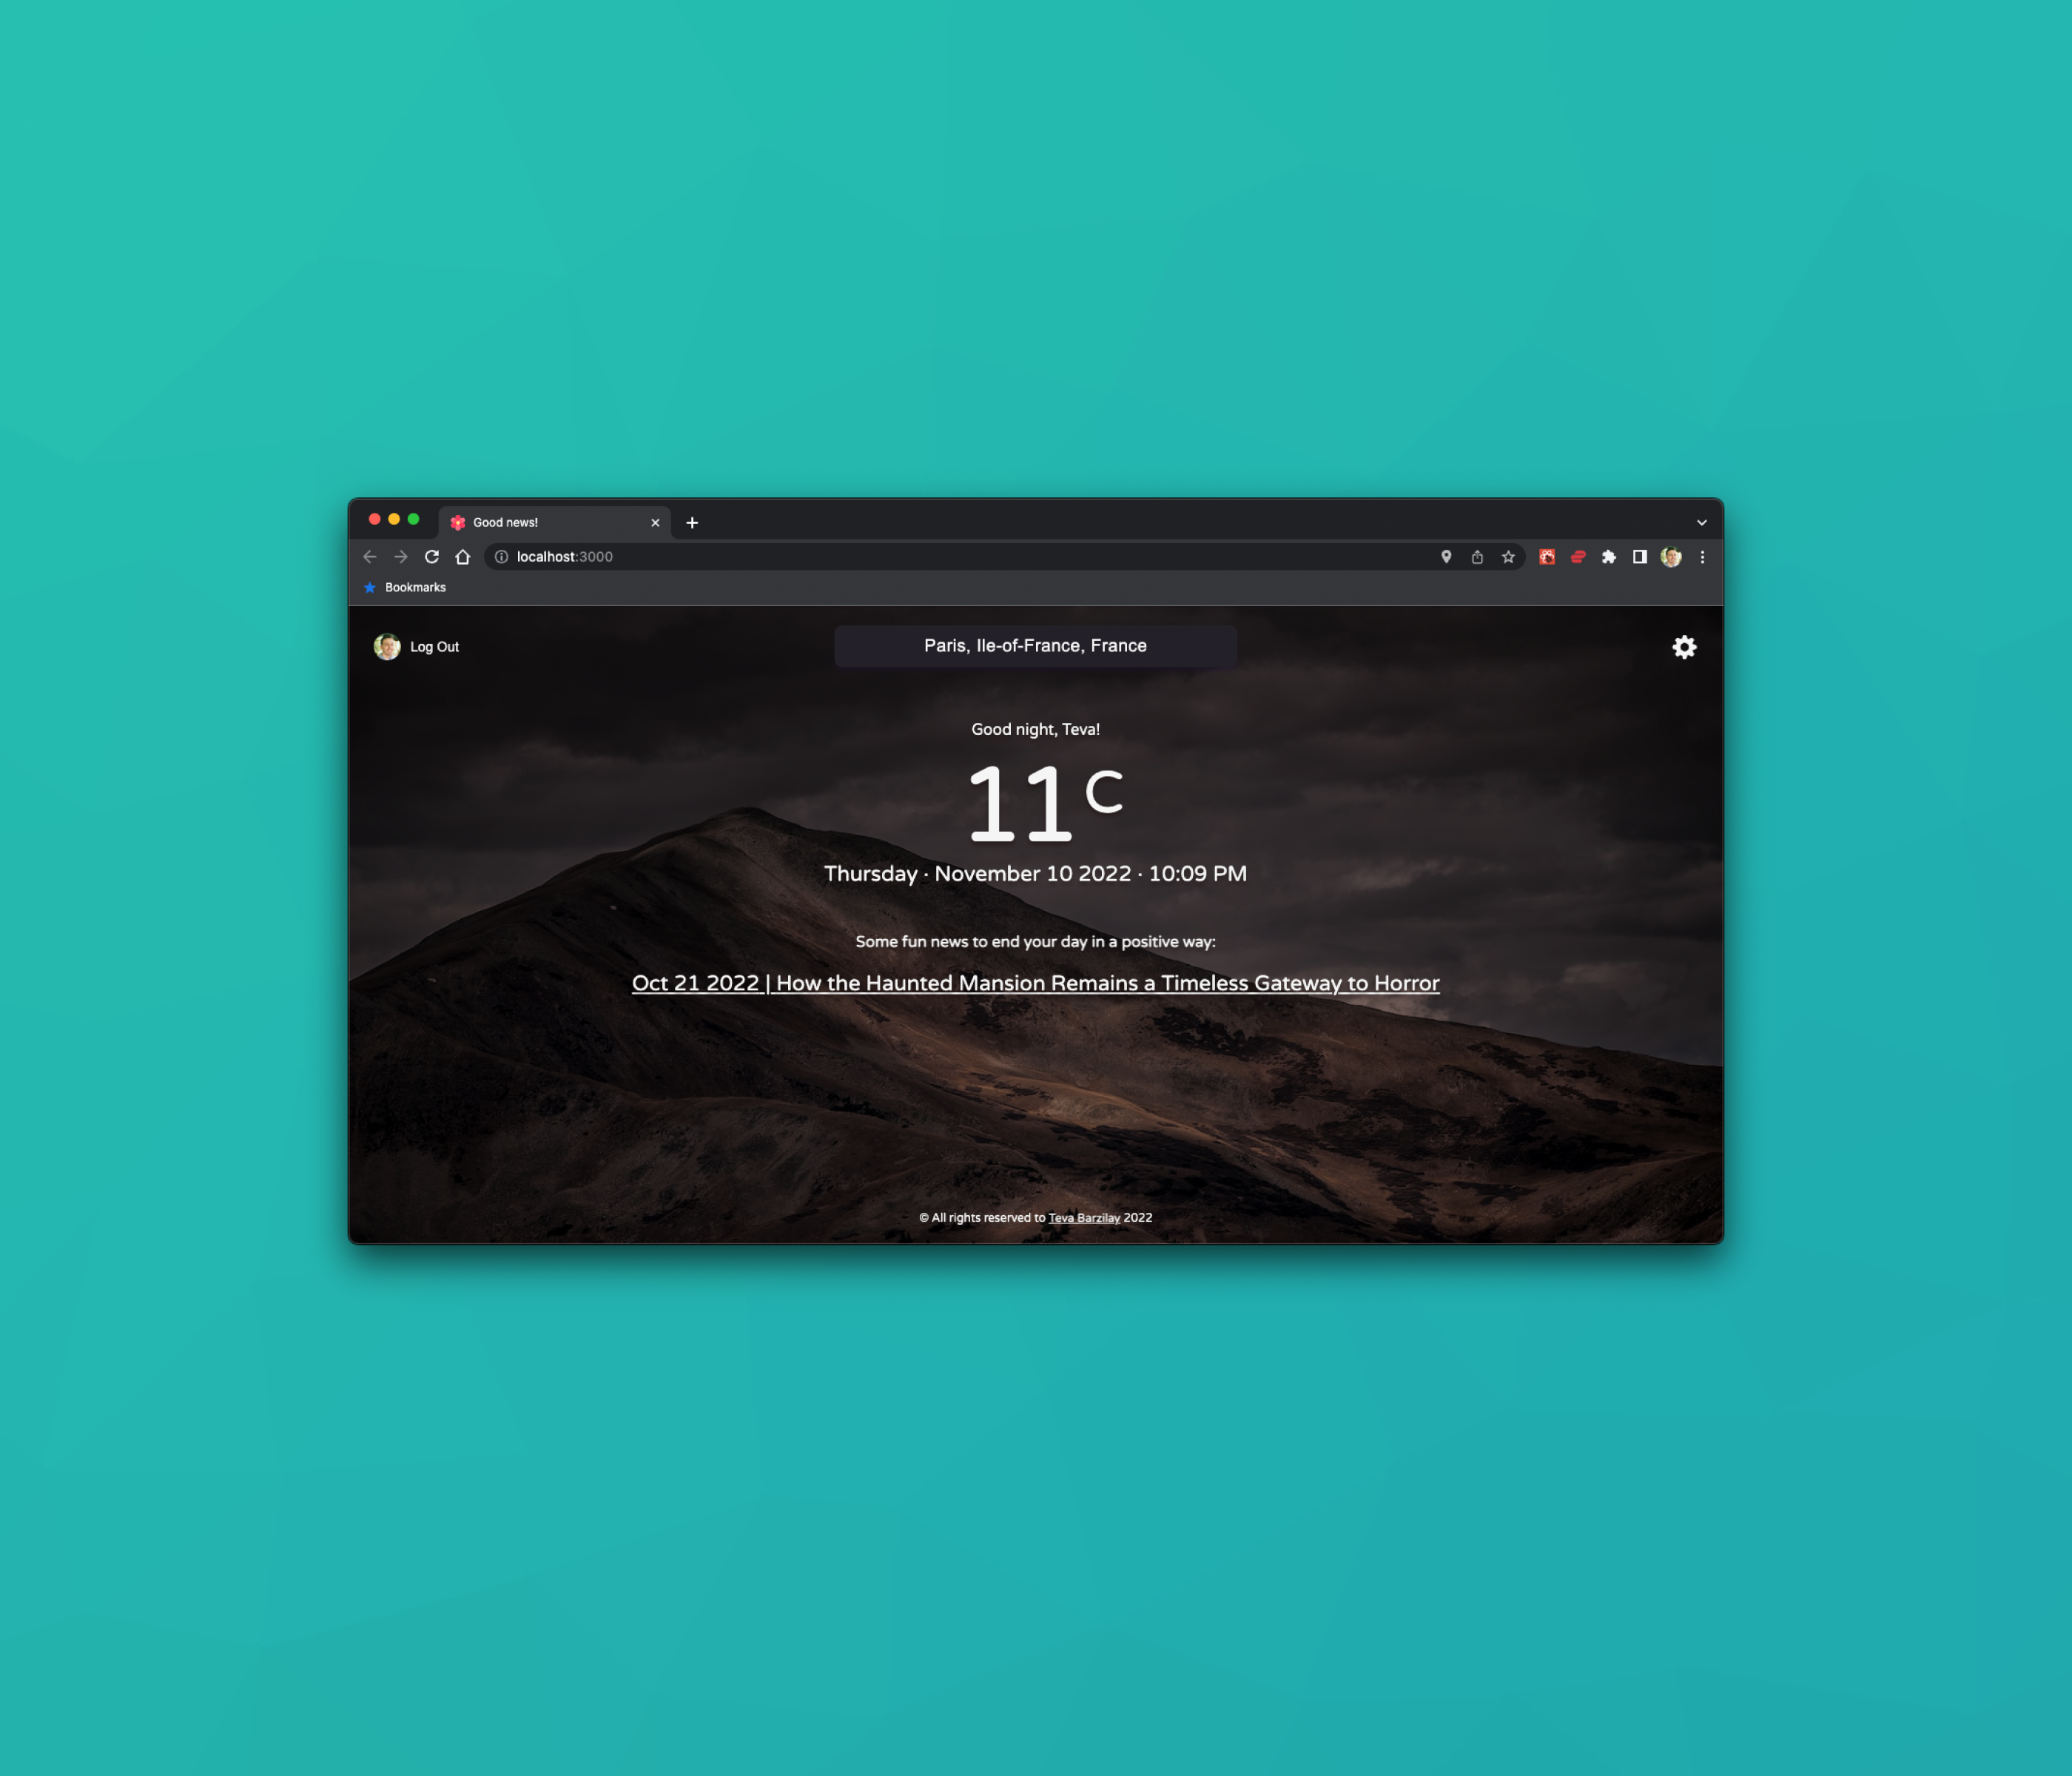 Good news!
localhost:3000
Bookmarks
Log Out
Paris, Ile-of-France, France
Good night, Teva!
11 C
Thursday · November 10 2022 · 10:09 PM
Some fun news to end your day in a positive way:
Oct 21 2022 | How the Haunted Mansion Remains a Timeless Gateway to Horror
© All rights reserved to Teva Barzilay 2022